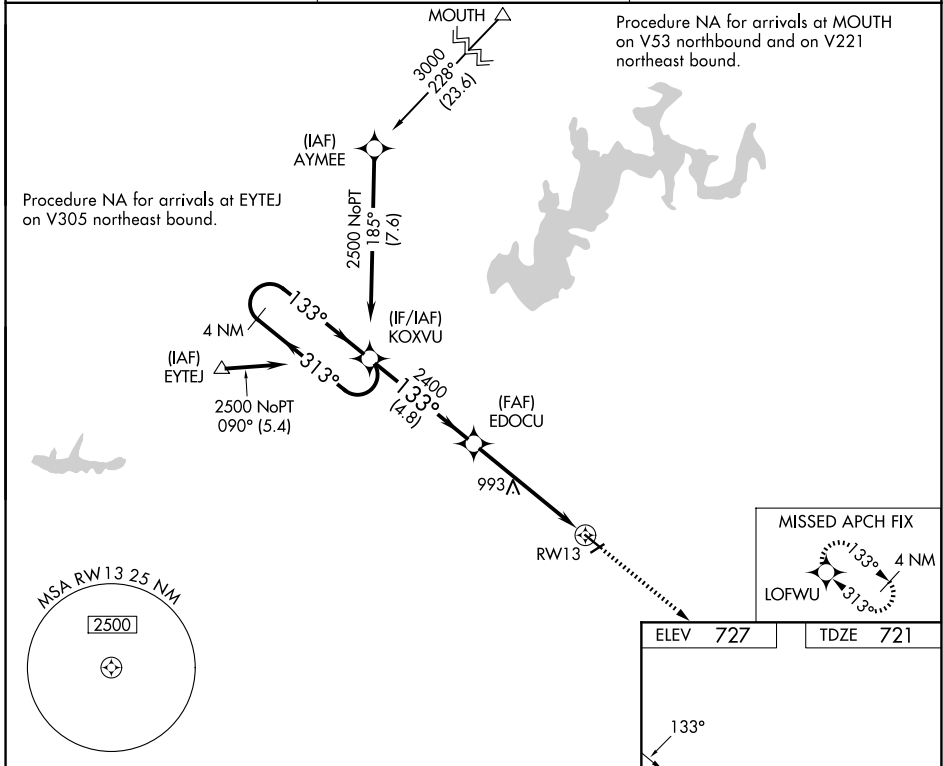 MOUTH
Procedure NA for arrivals at MOUTH
on V53 northbound and on V221
northeast bound.
3000
228°
(23.6)
(IAF)
AYMEE
Procedure NA for arrivals at EYTEJ
on V305 northeast bound.
2500 NoPT
185°
(7.6)
133°
4 NM
313°
(IF/IAF)
KOXVU
(IAF)
EYTEJ
2500 NoPT
090° (5.4)
2400
133°
(4.8)
(FAF)
EDOCU
993
RW13
MISSED APCH FIX
133°
4 NM
LOFWU
313°
MSA RW13 25 NM
2500
ELEV 727
TDZE 721
133°